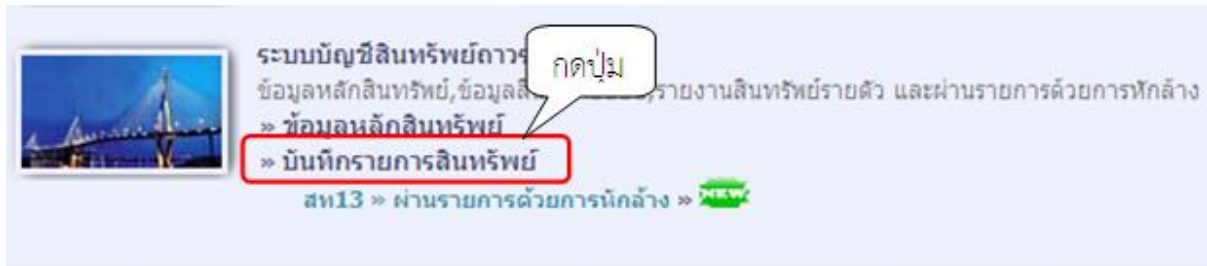 ระบบบัญชีสินทรัพย์ถาวร
กดปุ่ม
ข้อมูลหลักสินทรัพย์,ข้อมูล ,รายงานสินทรัพย์รายตัว และผ่านรายการด้วยการหักล้าง
» ข้อมูลหลักสินทรัพย์
» บันทึกรายการสินทรัพย์
สท13 » ผ่านรายการด้วยการหักล้าง » NEW